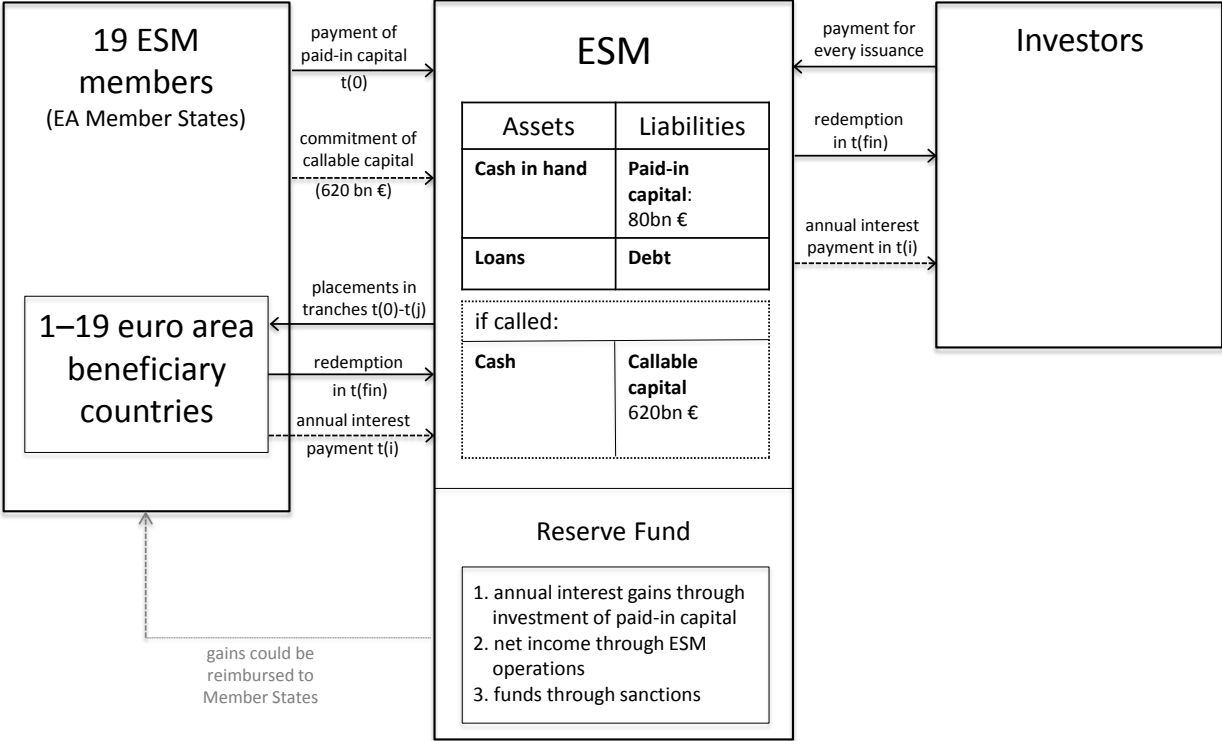 19 ESM
members
(EA Member States)
payment of
paid-in capital
t(0)
commitment of
callable capital
(620 bn €)
placements in
tranches t(0)-t(j)
1–19 euro area
beneficiary
countries
redemption
in t(fin)
annual interest
payment t(i)
gains could be
reimbursed to
Member States
ESM
Assets
Liabilities
Cash in hand
Paid-in
capital:
80bn €
Loans
Debt
if called:
Cash
Callable
capital
620bn €
Reserve Fund
1. annual interest gains through
investment of paid-in capital
2. net income through ESM
operations
3. funds through sanctions
payment for
every issuance
redemption
in t(fin)
annual interest
payment in t(i)
Investors